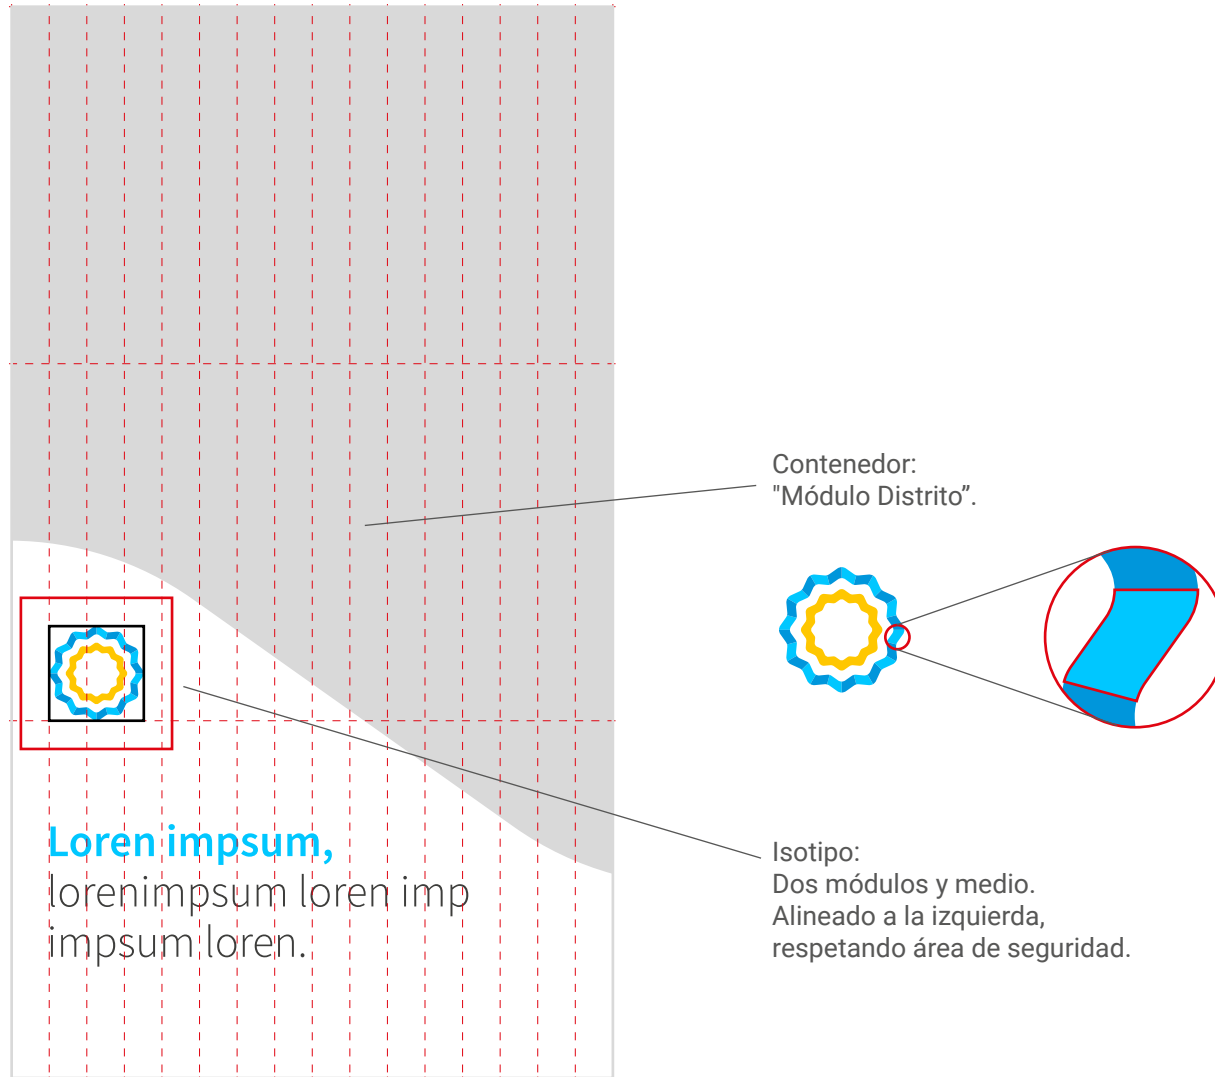 Contenedor:
"Módulo Distrito”.
Loren impsum,
lorenimpsum loren imp
impsum loren.
Isotipo:
Dos módulos y medio.
Alineado a la izquierda,
respetando área de seguridad.